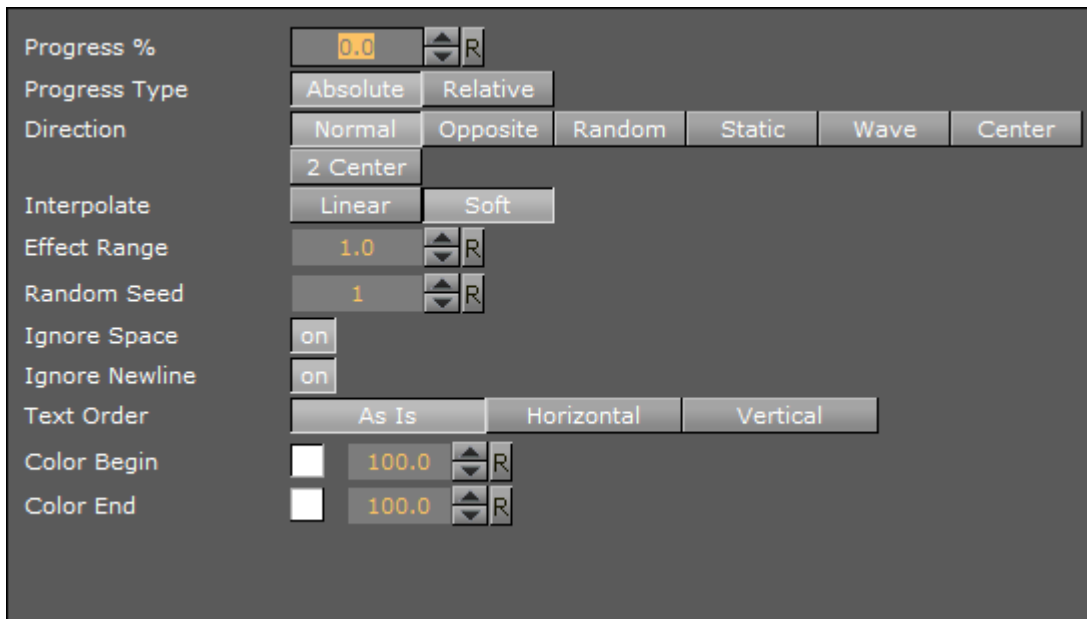 Progress % 0.0 R
Progress Type Absolute Relative
Direction Normal Opposite Random Static Wave Center
2 Center
Interpolate Linear Soft
Effect Range 1.0 R
Random Seed 1 R
Ignore Space on
Ignore Newline on
Text Order As Is Horizontal Vertical
Color Begin 100.0 R
Color End 100.0 R